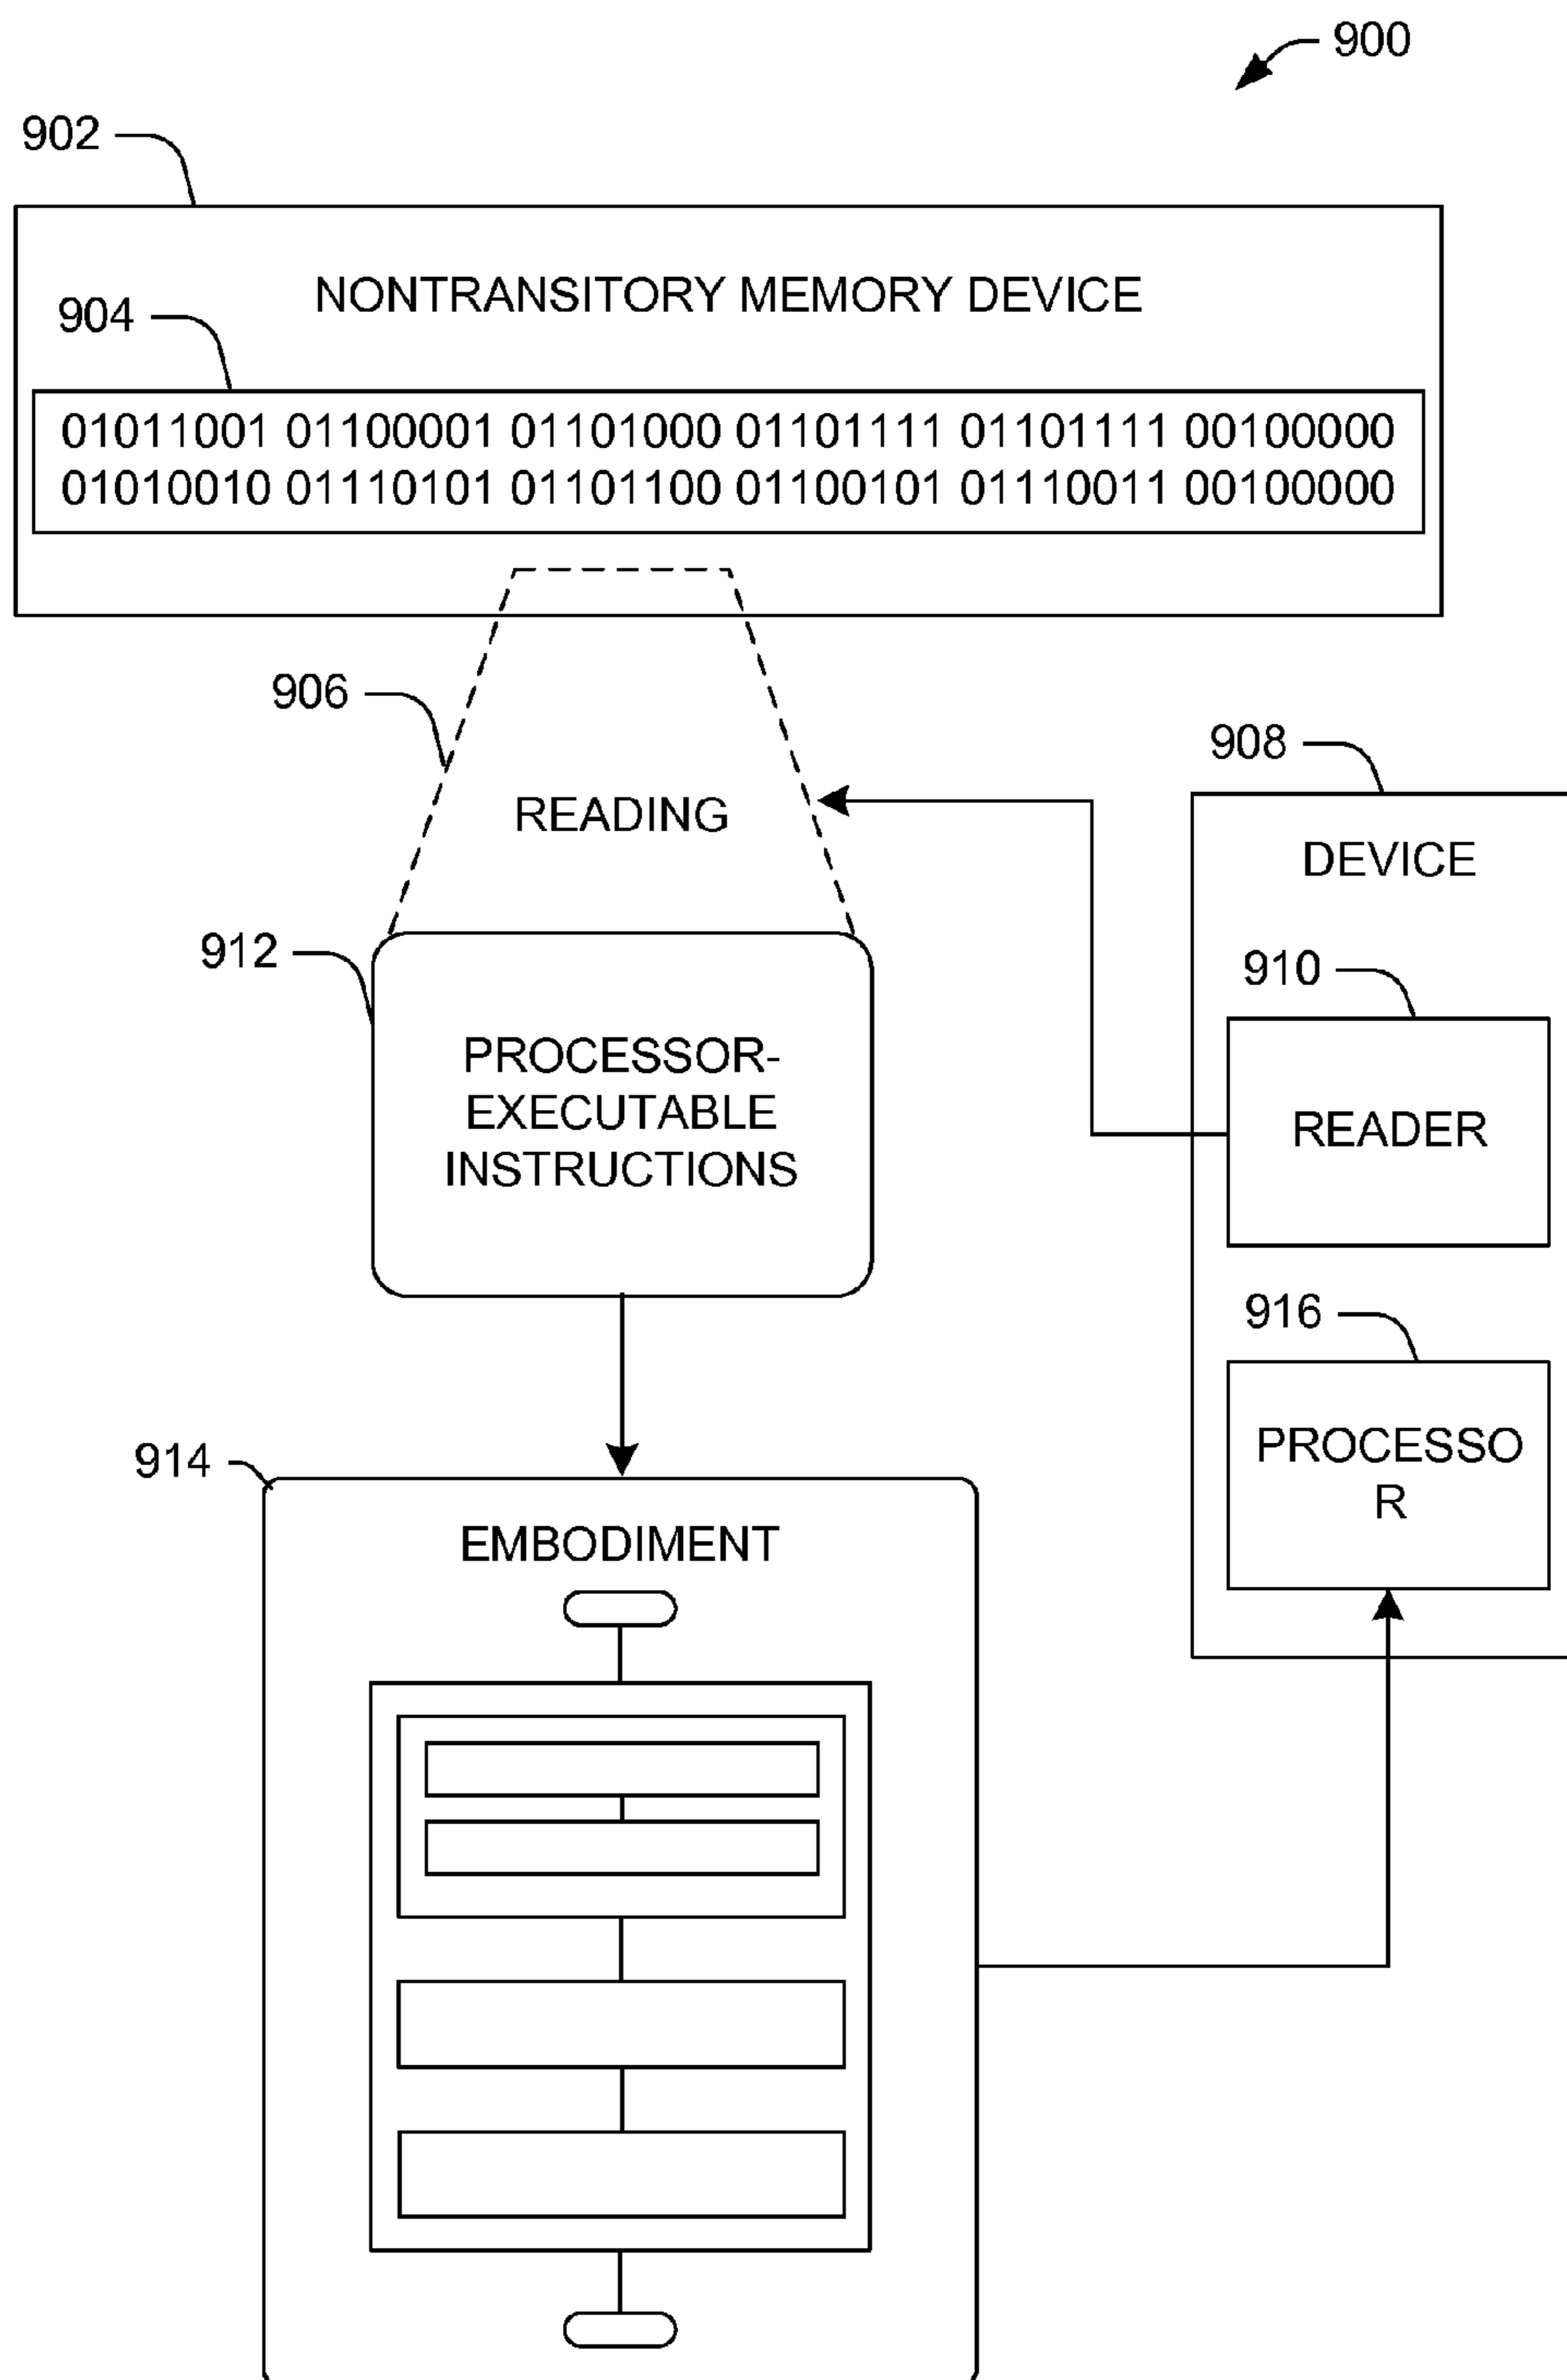 900
902
NONTRANSITORY MEMORY DEVICE
904
01011001 01100001 01101000 01101111 01101111 00100000
01010010 01110101 01101100 01100101 01110011 00100000
906
READING
908
DEVICE
910
READER
912
PROCESSOR-
EXECUTABLE
INSTRUCTIONS
916
PROCESSO
R
914
EMBODIMENT